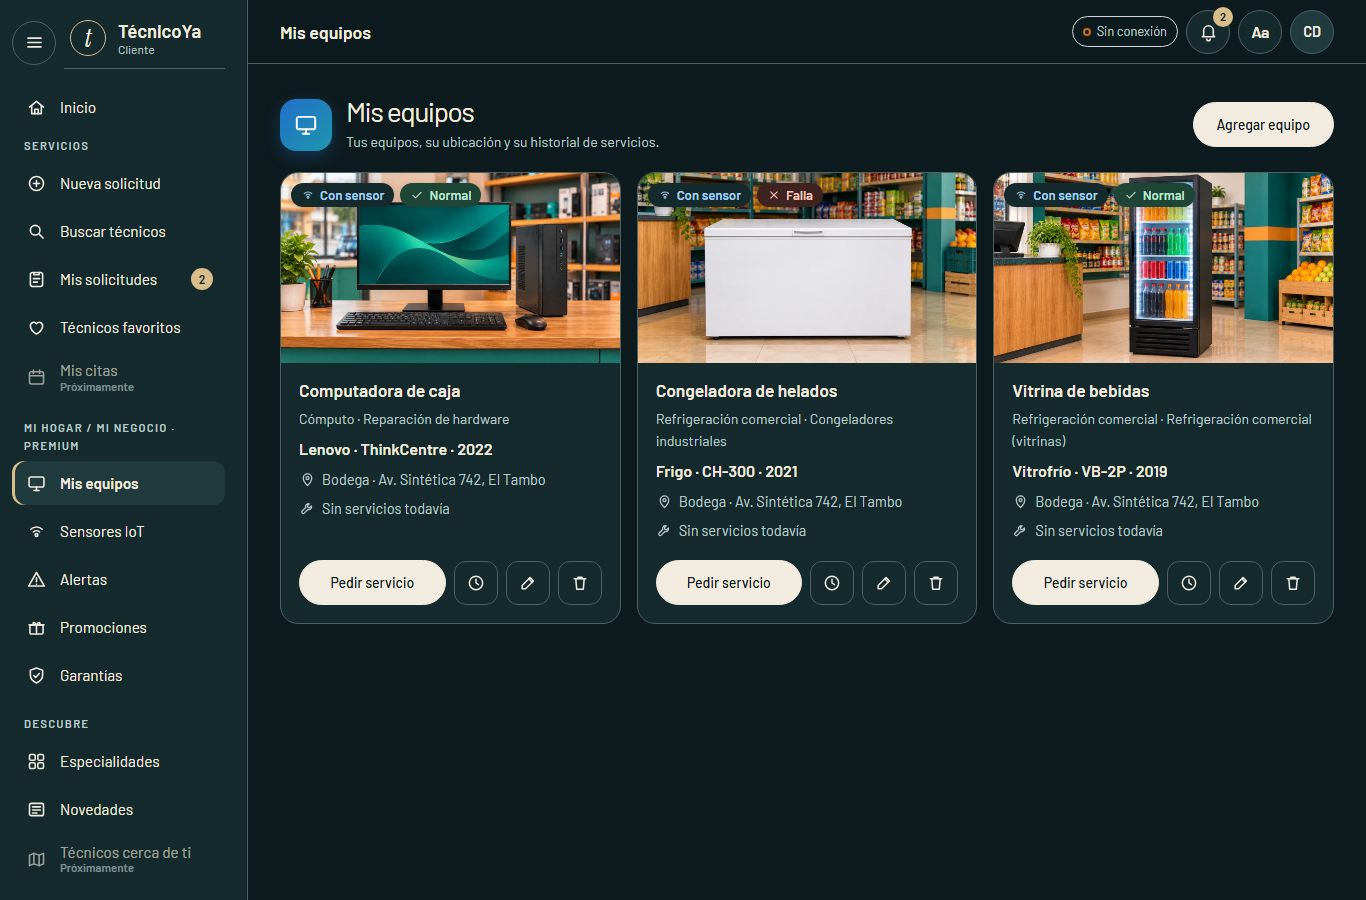 t
TécnicoYa
Cliente
Inicio
SERVICIOS
Nueva solicitud
Buscar técnicos
Mis solicitudes
2
Técnicos favoritos
Mis citas
Próximamente
MI HOGAR / MI NEGOCIO ·
PREMIUM
Mis equipos
Sensores IoT
Alertas
Promociones
Garantías
DESCUBRE
Especialidades
Novedades
Técnicos cerca de ti
Próximamente
Mis equipos
Sin conexión
2
Aa
CD
Mis equipos
Tus equipos, su ubicación y su historial de servicios.
Agregar equipo
Con sensor
Normal
Computadora de caja
Cómputo · Reparación de hardware
Lenovo · ThinkCentre · 2022
Bodega · Av. Sintética 742, El Tambo
Sin servicios todavía
Pedir servicio
Con sensor
Falla
Congeladora de helados
Refrigeración comercial · Congeladores
industriales
Frigo · CH-300 · 2021
Bodega · Av. Sintética 742, El Tambo
Sin servicios todavía
Pedir servicio
Con sensor
Normal
Vitrina de bebidas
Refrigeración comercial · Refrigeración comercial
(vitrinas)
Vitrofrío · VB-2P · 2019
Bodega · Av. Sintética 742, El Tambo
Sin servicios todavía
Pedir servicio